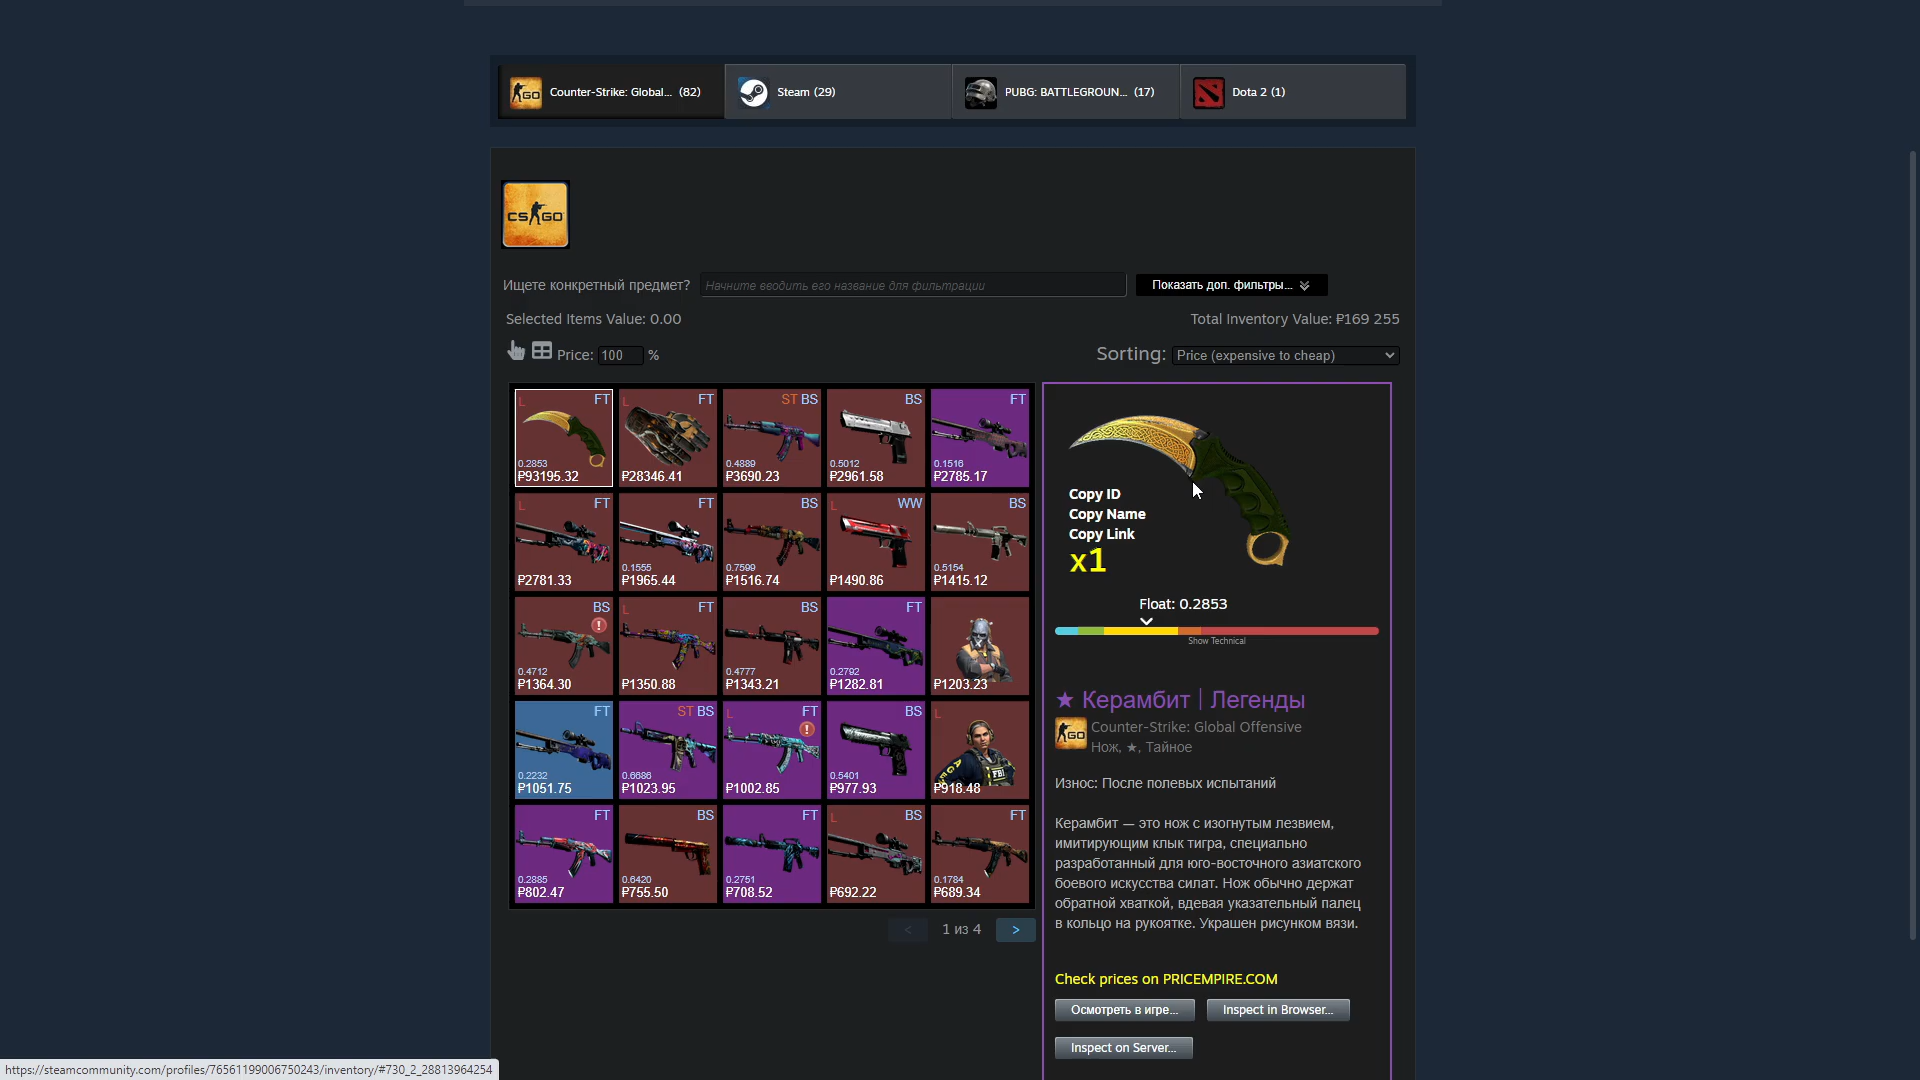 Counter-Strike: Global... (82)
Steam (29)
PUBG: BATTLEGROUN... (17)
Dota 2 (1)
CS GO
Ищете конкретный предмет?
Начните вводить его название для фильтрации
Показать доп. фильтры...
Selected Items Value: 0.00
Total Inventory Value: ₽169 255
Price: 100 %
Sorting: Price (expensive to cheap)
L FT 0.2853 ₽93195.32
L FT ₽28346.41
ST BS 0.4889 ₽3690.23
BS 0.5012 ₽2961.58
FT 0.1516 ₽2785.17
L FT ₽2781.33
FT 0.1555 ₽1965.44
BS 0.7599 ₽1516.74
L WW ₽1490.86
BS 0.5154 ₽1415.12
BS 0.4712 ₽1364.30
L FT ₽1350.88
BS 0.4777 ₽1343.21
FT 0.2792 ₽1282.81
₽1203.23
FT 0.2232 ₽1051.75
ST BS 0.6686 ₽1023.95
L FT ₽1002.85
BS 0.5401 ₽977.93
L FBI ₽918.48
FT 0.2885 ₽802.47
BS 0.6420 ₽755.50
FT 0.2751 ₽708.52
L BS ₽692.22
FT 0.1784 ₽689.34
< 1 из 4 >
Copy ID
Copy Name
Copy Link
x1
Float: 0.2853
Show Technical
★ Керамбит | Легенды
Counter-Strike: Global Offensive
Нож, ★, Тайное
Износ: После полевых испытаний
Керамбит — это нож с изогнутым лезвием,
имитирующим клык тигра, специально
разработанный для юго-восточного азиатского
боевого искусства силат. Нож обычно держат
обратной хваткой, вдевая указательный палец
в кольцо на рукоятке. Украшен рисунком вязи.
Check prices on PRICEMPIRE.COM
Осмотреть в игре...
Inspect in Browser...
Inspect on Server...
https://steamcommunity.com/profiles/76561199006750243/inventory/#730_2_28813964254